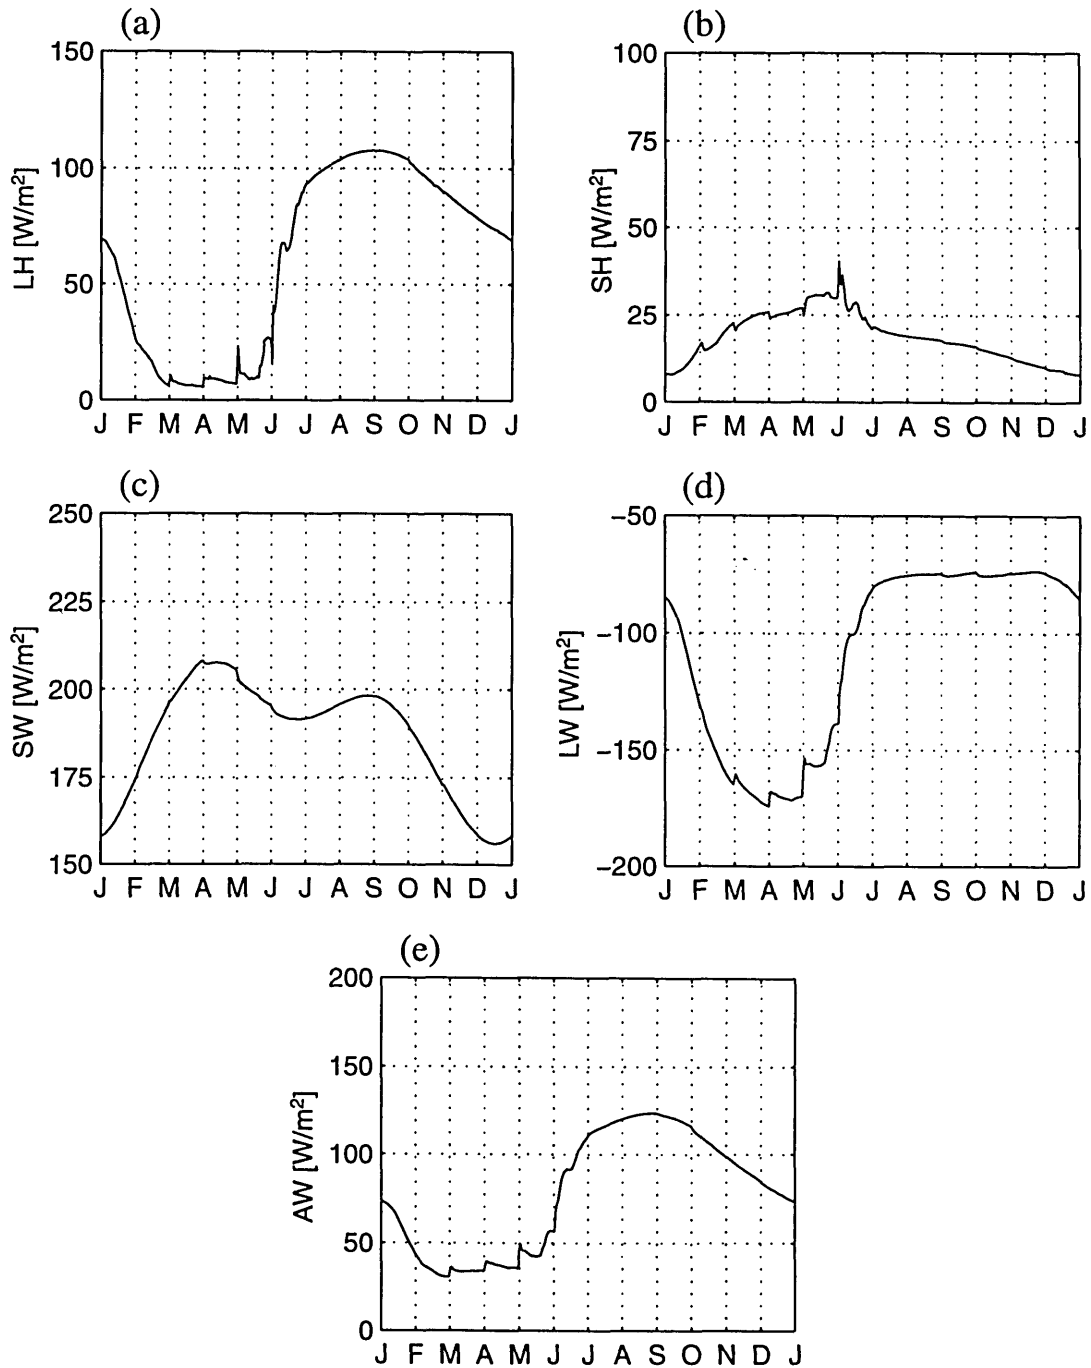 (a)
150
100
50
0
LH [W/m²]
J F M A M J J A S O N D J
(b)
100
75
50
25
0
SH [W/m²]
J F M A M J J A S O N D J
(c)
250
225
200
175
150
SW [W/m²]
J F M A M J J A S O N D J
(d)
−50
−100
−150
−200
LW [W/m²]
J F M A M J J A S O N D J
(e)
200
150
100
50
0
AW [W/m²]
J F M A M J J A S O N D J